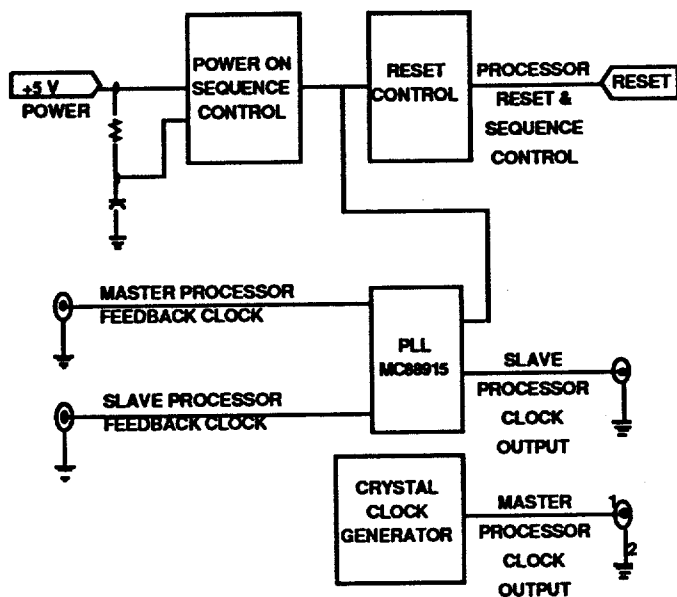 +5 V
POWER
POWER ON
SEQUENCE
CONTROL
RESET
CONTROL
PROCESSOR
RESET &
SEQUENCE
CONTROL
RESET
MASTER PROCESSOR
FEEDBACK CLOCK
SLAVE PROCESSOR
FEEDBACK CLOCK
PLL
MC88915
SLAVE
PROCESSOR
CLOCK
OUTPUT
CRYSTAL
CLOCK
GENERATOR
MASTER
PROCESSOR
CLOCK
OUTPUT
1
2